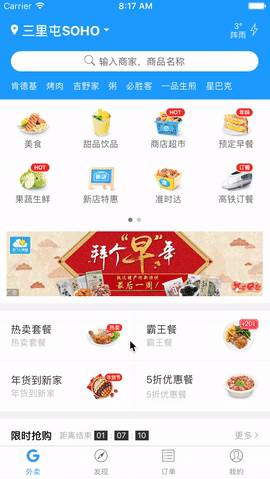 Carrier 8:17 AM
三里屯SOHO 3°
阵雨
输入商家，商品名称
肯德基 烤肉 吉野家 粥 必胜客 一品生煎 星巴克
HOT 年味
美食 甜品饮品 商店超市 预定早餐
HOT 新店 订餐
果蔬生鲜 新店特惠 准时达 高铁订餐
拜个“早”年
最后一周!
热卖套餐 热卖 霸王餐 +201
热卖套餐 霸王餐
年货到新家 年货节 5折优惠餐
年货到新家 5折优惠餐
限时抢购 距离结束 01 : 07 : 10 更多
外卖 发现 订单 我的